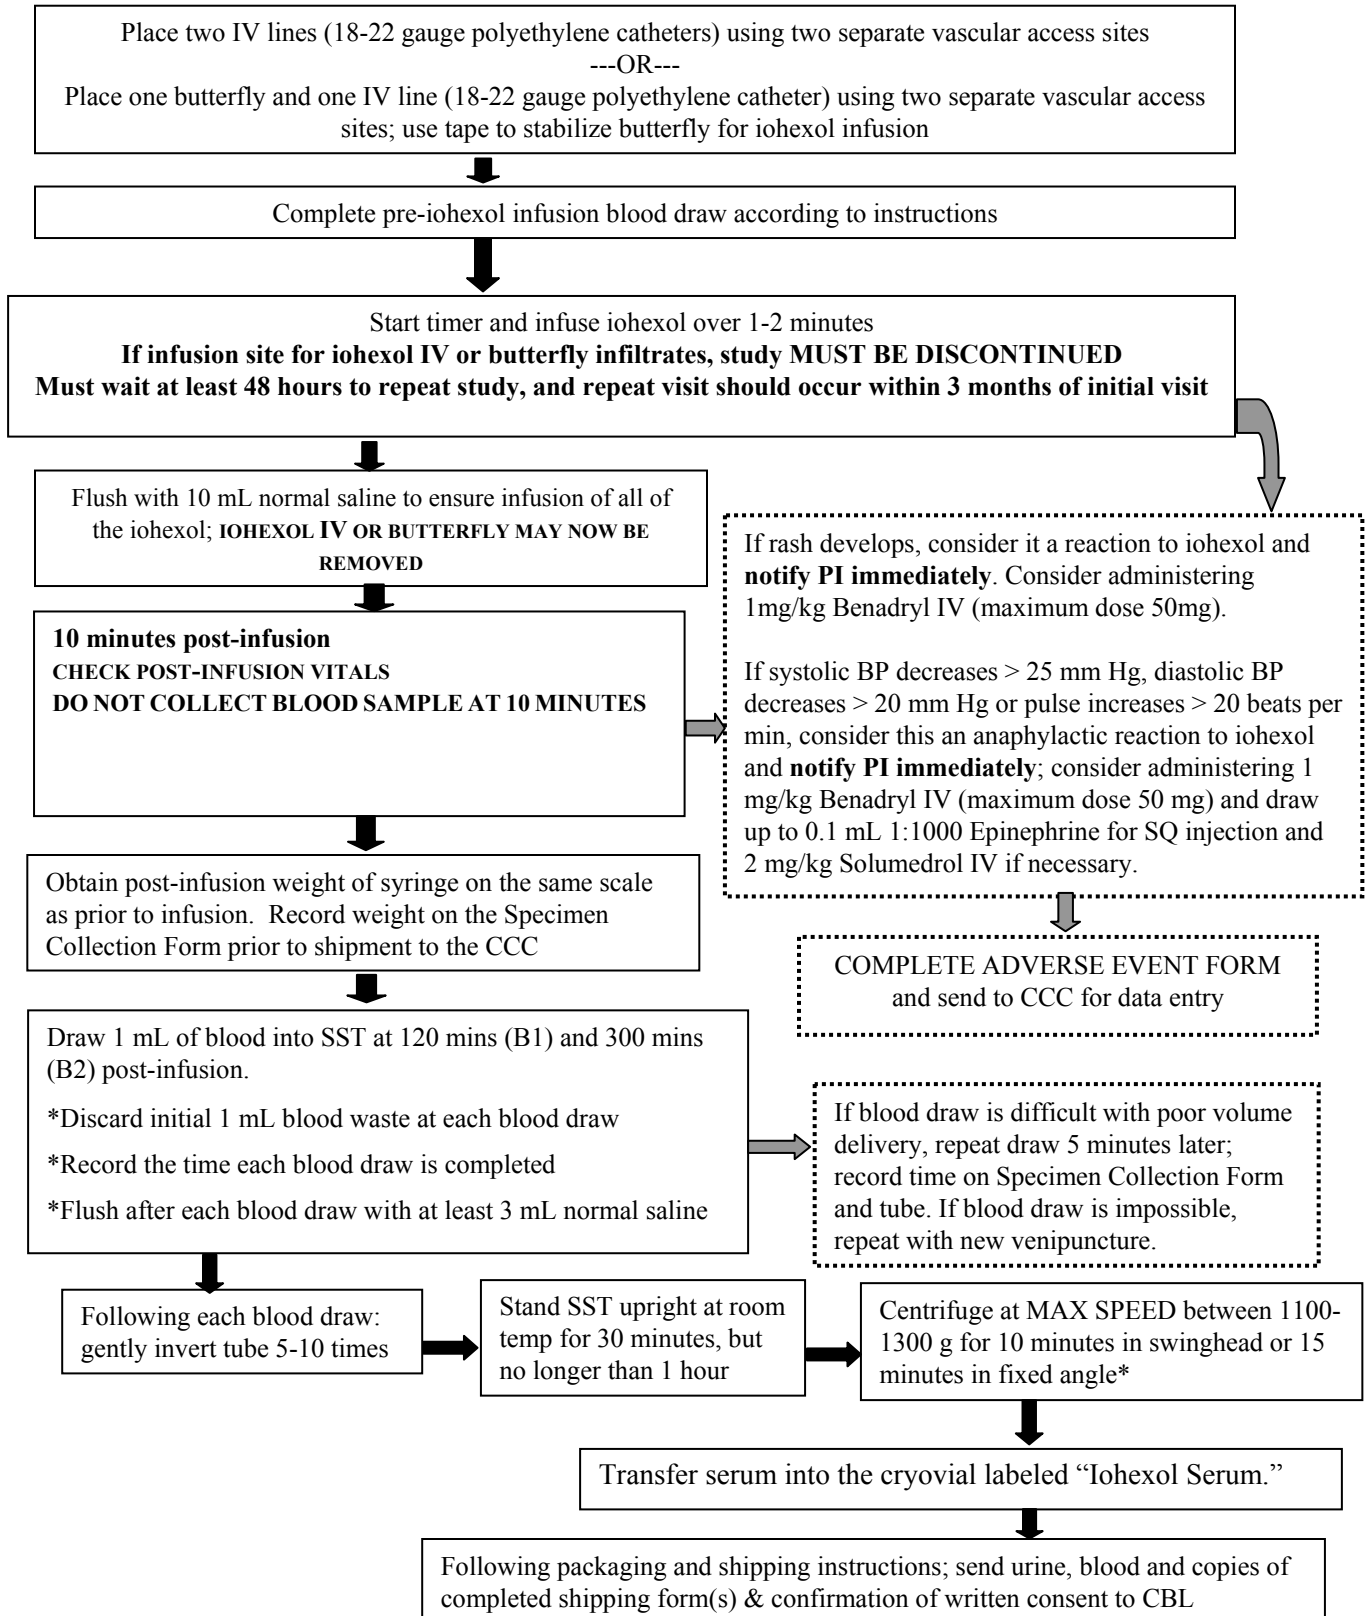 Place two IV lines (18-22 gauge polyethylene catheters) using two separate vascular access sites
---OR---
Place one butterfly and one IV line (18-22 gauge polyethylene catheter) using two separate vascular access
sites; use tape to stabilize butterfly for iohexol infusion
Complete pre-iohexol infusion blood draw according to instructions
Start timer and infuse iohexol over 1-2 minutes
If infusion site for iohexol IV or butterfly infiltrates, study MUST BE DISCONTINUED
Must wait at least 48 hours to repeat study, and repeat visit should occur within 3 months of initial visit
Flush with 10 mL normal saline to ensure infusion of all of
the iohexol; IOHEXOL IV OR BUTTERFLY MAY NOW BE
REMOVED
10 minutes post-infusion
CHECK POST-INFUSION VITALS
DO NOT COLLECT BLOOD SAMPLE AT 10 MINUTES
If rash develops, consider it a reaction to iohexol and
notify PI immediately. Consider administering
1mg/kg Benadryl IV (maximum dose 50mg).
If systolic BP decreases > 25 mm Hg, diastolic BP
decreases > 20 mm Hg or pulse increases > 20 beats per
min, consider this an anaphylactic reaction to iohexol
and notify PI immediately; consider administering 1
mg/kg Benadryl IV (maximum dose 50 mg) and draw
up to 0.1 mL 1:1000 Epinephrine for SQ injection and
2 mg/kg Solumedrol IV if necessary.
Obtain post-infusion weight of syringe on the same scale
as prior to infusion. Record weight on the Specimen
Collection Form prior to shipment to the CCC
COMPLETE ADVERSE EVENT FORM
and send to CCC for data entry
Draw 1 mL of blood into SST at 120 mins (B1) and 300 mins
(B2) post-infusion.
*Discard initial 1 mL blood waste at each blood draw
*Record the time each blood draw is completed
*Flush after each blood draw with at least 3 mL normal saline
If blood draw is difficult with poor volume
delivery, repeat draw 5 minutes later;
record time on Specimen Collection Form
and tube. If blood draw is impossible,
repeat with new venipuncture.
Following each blood draw:
gently invert tube 5-10 times
Stand SST upright at room
temp for 30 minutes, but
no longer than 1 hour
Centrifuge at MAX SPEED between 1100-
1300 g for 10 minutes in swinghead or 15
minutes in fixed angle*
Transfer serum into the cryovial labeled “Iohexol Serum.”
Following packaging and shipping instructions; send urine, blood and copies of
completed shipping form(s) & confirmation of written consent to CBL